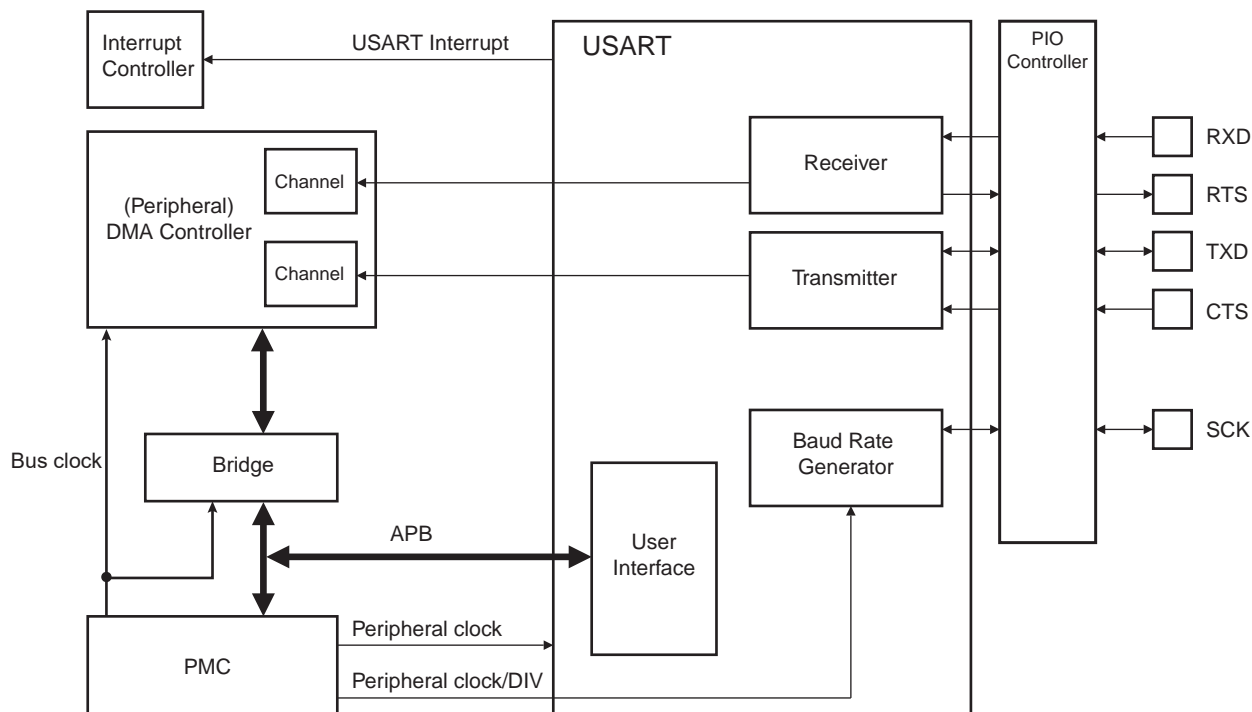 Interrupt
Controller
USART Interrupt
USART
PIO
Controller
(Peripheral)
DMA Controller
Channel
Channel
Receiver
Transmitter
RXD
RTS
TXD
CTS
SCK
Baud Rate
Generator
Bus clock
Bridge
APB
User
Interface
PMC
Peripheral clock
Peripheral clock/DIV